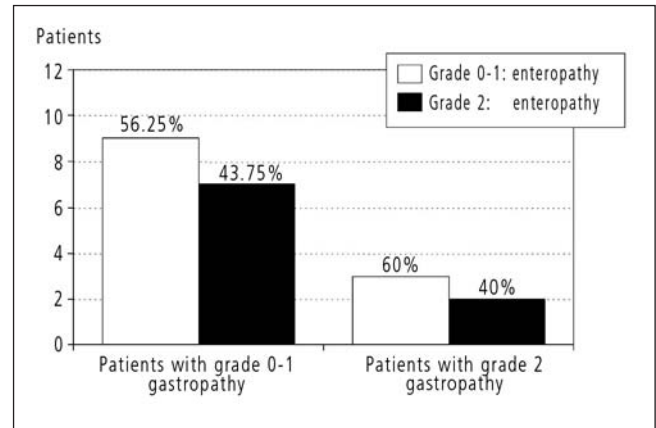 Patients
Grade 0-1: enteropathy
Grade 2: enteropathy
12
10
8
6
4
2
0
56.25%
43.75%
60%
40%
Patients with grade 0-1
gastropathy
Patients with grade 2
gastropathy